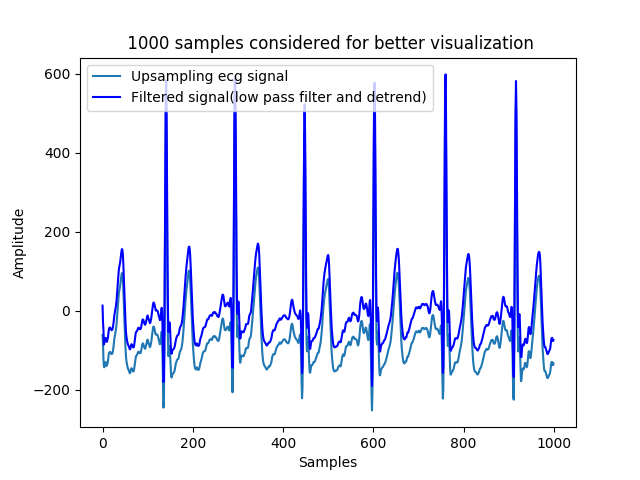 1000 samples considered for better visualization
Upsampling ecg signal
Filtered signal(low pass filter and detrend)
600
400
200
0
−200
Amplitude
0 200 400 600 800 1000
Samples